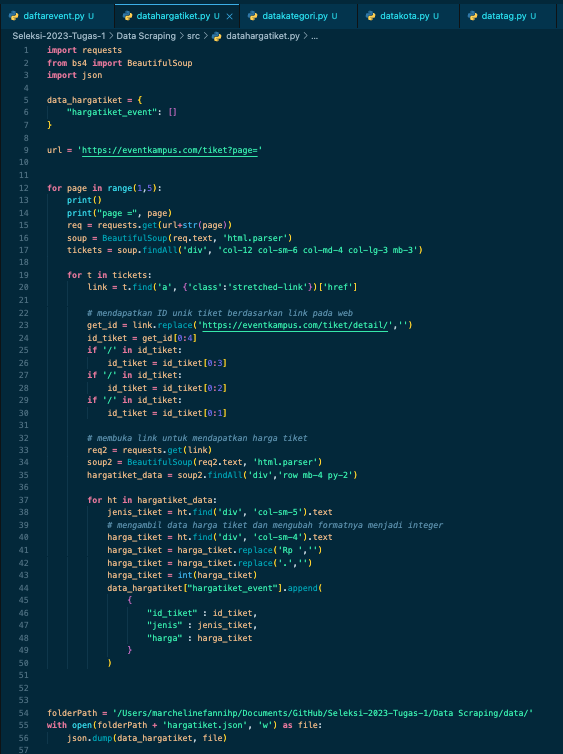 daftarevent.py U datahargatiket.py U × datakategori.py U datakota.py U datatag.py U
Seleksi-2023-Tugas-1 > Data Scraping > src > datahargatiket.py > ...
1 import requests
2 from bs4 import BeautifulSoup
3 import json
4
5 data_hargatiket = {
6     "hargatiket_event": []
7 }
8
9 url = 'https://eventkampus.com/tiket?page='
10
11
12 for page in range(1,5):
13     print()
14     print("page =", page)
15     req = requests.get(url+str(page))
16     soup = BeautifulSoup(req.text, 'html.parser')
17     tickets = soup.findAll('div', 'col-12 col-sm-6 col-md-4 col-lg-3 mb-3')
18
19     for t in tickets:
20         link = t.find('a', {'class':'stretched-link'})['href']
21
22         # mendapatkan ID unik tiket berdasarkan link pada web
23         get_id = link.replace('https://eventkampus.com/tiket/detail/','')
24         id_tiket = get_id[0:4]
25         if '/' in id_tiket:
26             id_tiket = id_tiket[0:3]
27         if '/' in id_tiket:
28             id_tiket = id_tiket[0:2]
29         if '/' in id_tiket:
30             id_tiket = id_tiket[0:1]
31
32         # membuka link untuk mendapatkan harga tiket
33         req2 = requests.get(link)
34         soup2 = BeautifulSoup(req2.text, 'html.parser')
35         hargatiket_data = soup2.findAll('div','row mb-4 py-2')
36
37         for ht in hargatiket_data:
38             jenis_tiket = ht.find('div', 'col-sm-5').text
39             # mengambil data harga tiket dan mengubah formatnya menjadi integer
40             harga_tiket = ht.find('div', 'col-sm-4').text
41             harga_tiket = harga_tiket.replace('Rp ','')
42             harga_tiket = harga_tiket.replace('.','')
43             harga_tiket = int(harga_tiket)
44             data_hargatiket["hargatiket_event"].append(
45                 {
46                     "id_tiket" : id_tiket,
47                     "jenis" : jenis_tiket,
48                     "harga" : harga_tiket
49                 }
50             )
51
52
53
54 folderPath = '/Users/marchelinefannihp/Documents/GitHub/Seleksi-2023-Tugas-1/Data Scraping/data/'
55 with open(folderPath + 'hargatiket.json', 'w') as file:
56     json.dump(data_hargatiket, file)
57